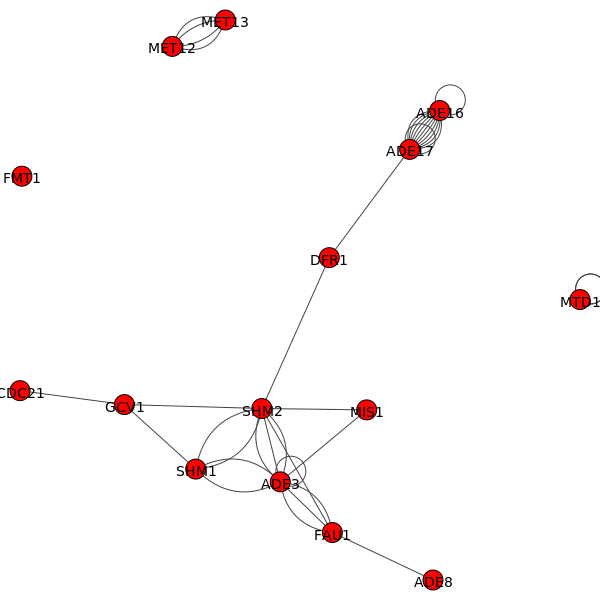 MET13
MET12
ADE16
ADE17
FMT1
DFR1
MTD1
CDC21
GCV1
SHM2
MIS1
SHM1
ADE3
FAU1
ADE8